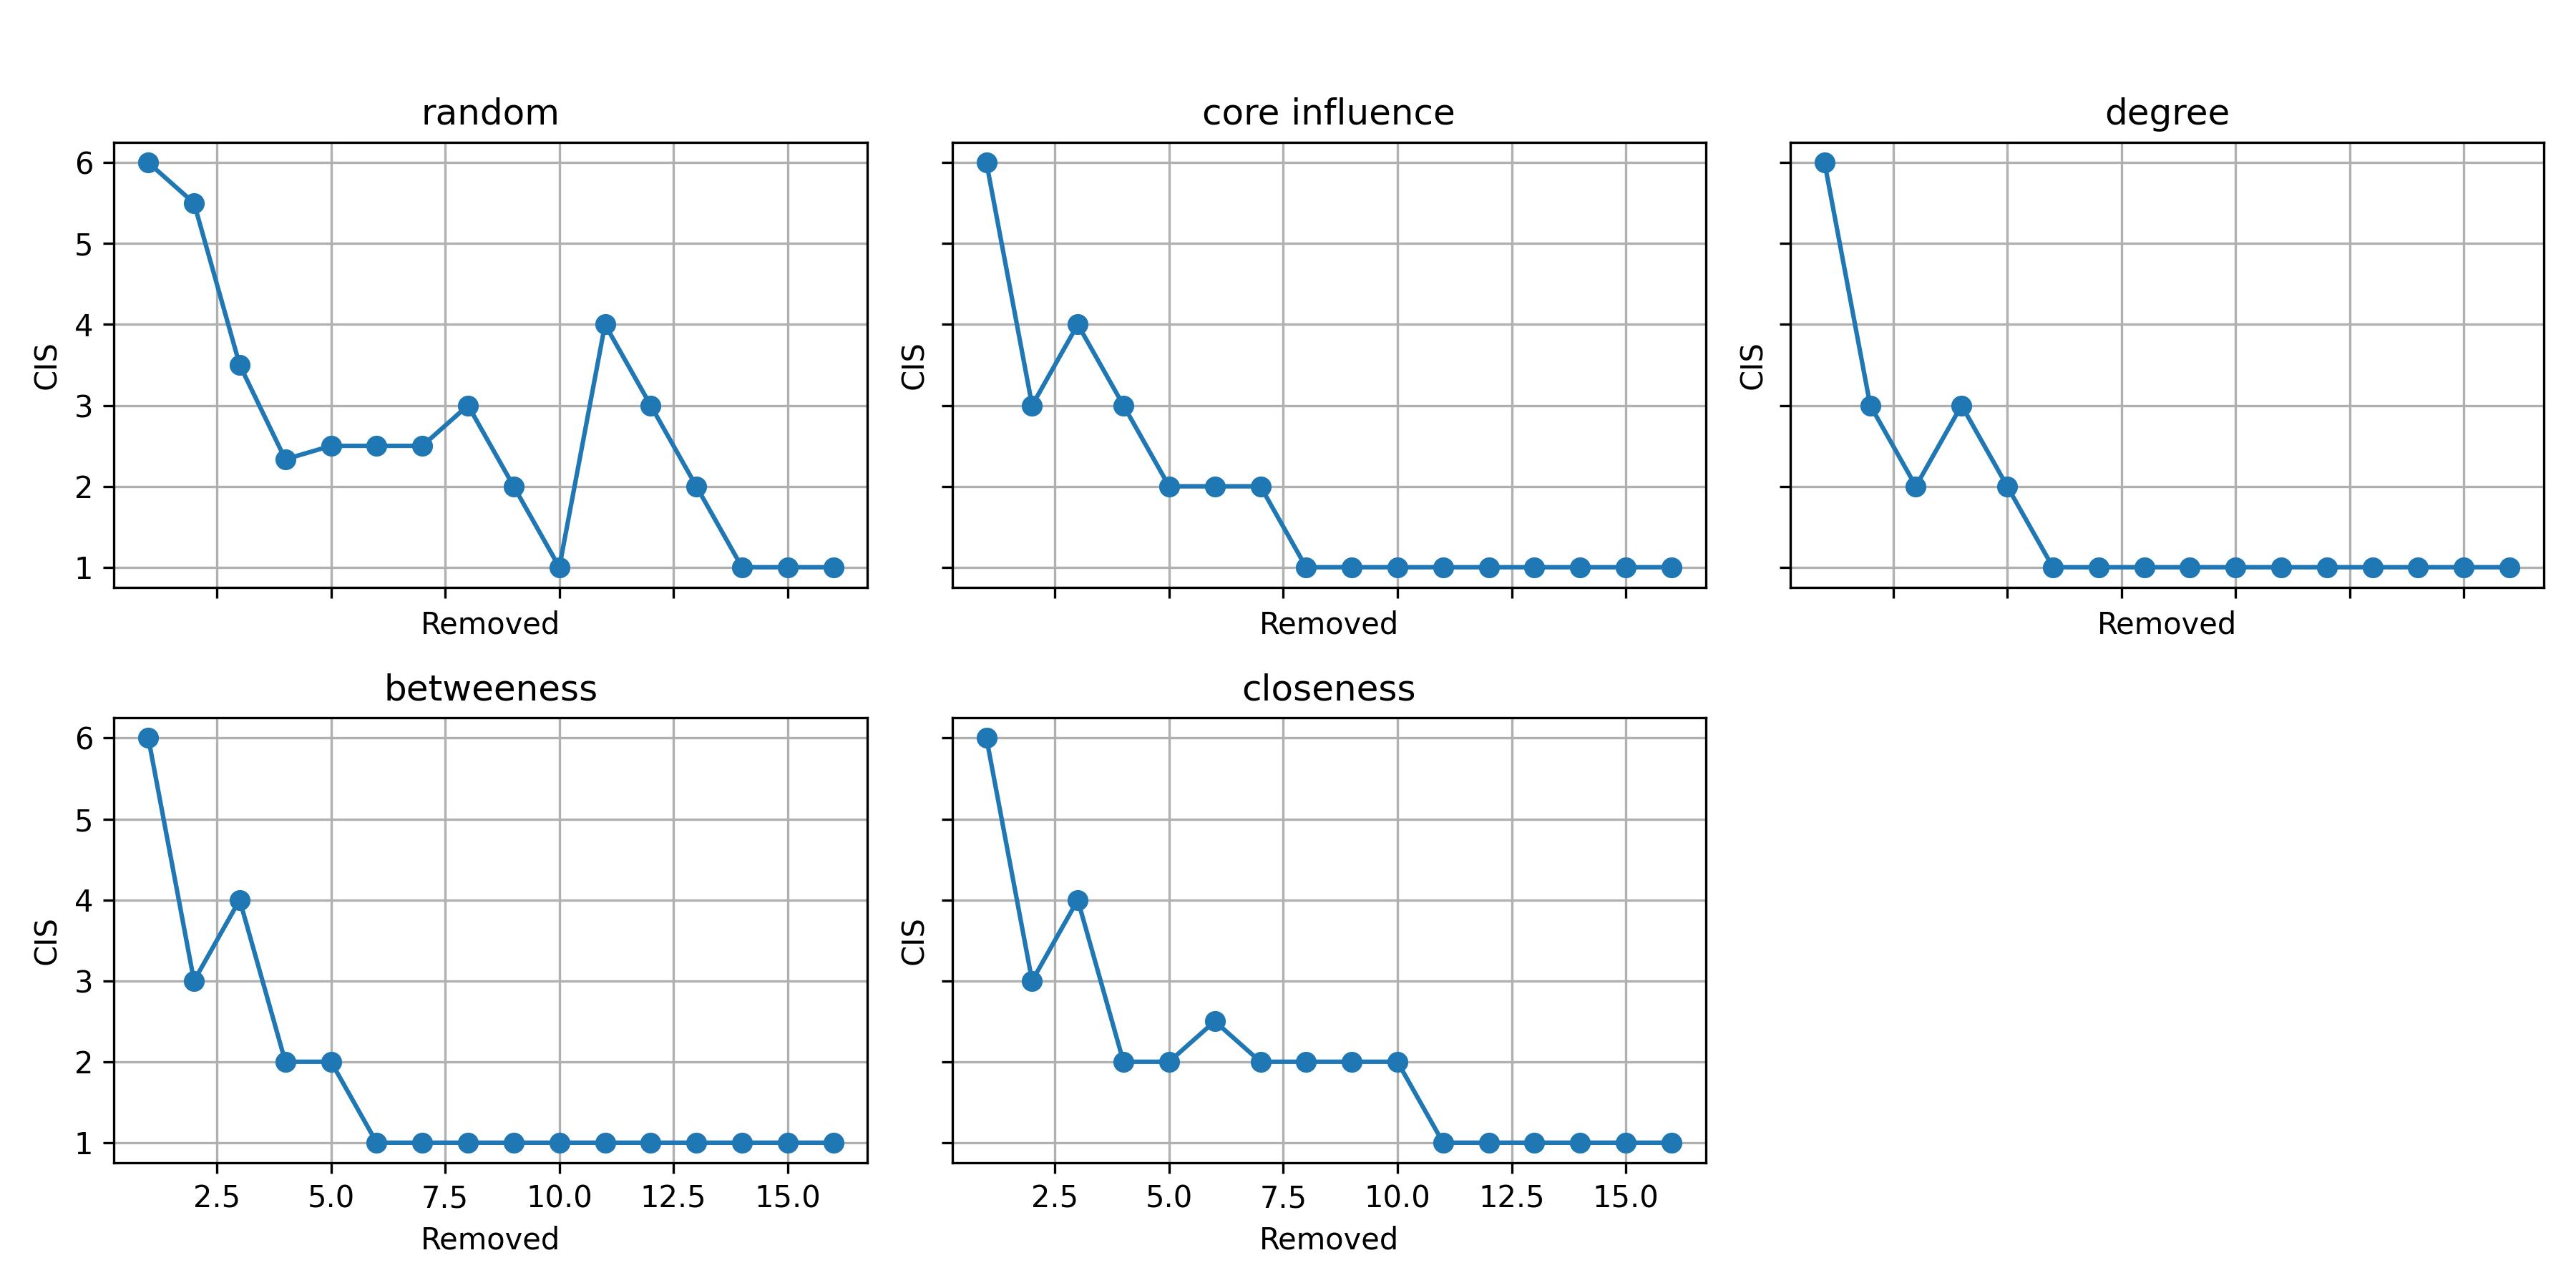 random
6
5
4
3
2
1
CIS
Removed
core influence
CIS
Removed
degree
CIS
Removed
betweeness
6
5
4
3
2
1
CIS
2.5 5.0 7.5 10.0 12.5 15.0
Removed
closeness
CIS
2.5 5.0 7.5 10.0 12.5 15.0
Removed